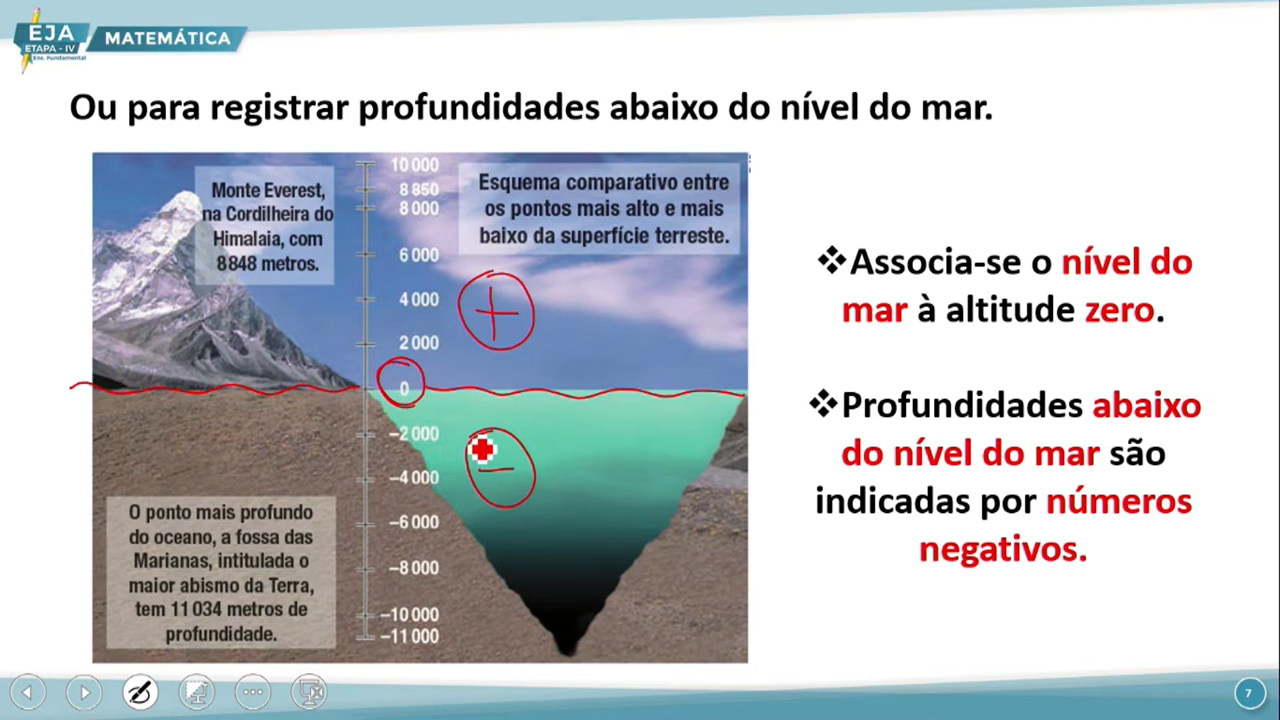 EJA
ETAPA - IV
Ens. Fundamental
MATEMÁTICA
Ou para registrar profundidades abaixo do nível do mar.
Monte Everest,
na Cordilheira do
Himalaia, com
8848 metros.
10 000
8 850
8 000
6 000
4 000
2 000
0
–2 000
–4 000
–6 000
–8 000
–10 000
–11 000
Esquema comparativo entre
os pontos mais alto e mais
baixo da superfície terreste.
+
–
O ponto mais profundo
do oceano, a fossa das
Marianas, intitulada o
maior abismo da Terra,
tem 11 034 metros de
profundidade.
❖Associa-se o nível do
mar à altitude zero.
❖Profundidades abaixo
do nível do mar são
indicadas por números
negativos.
7